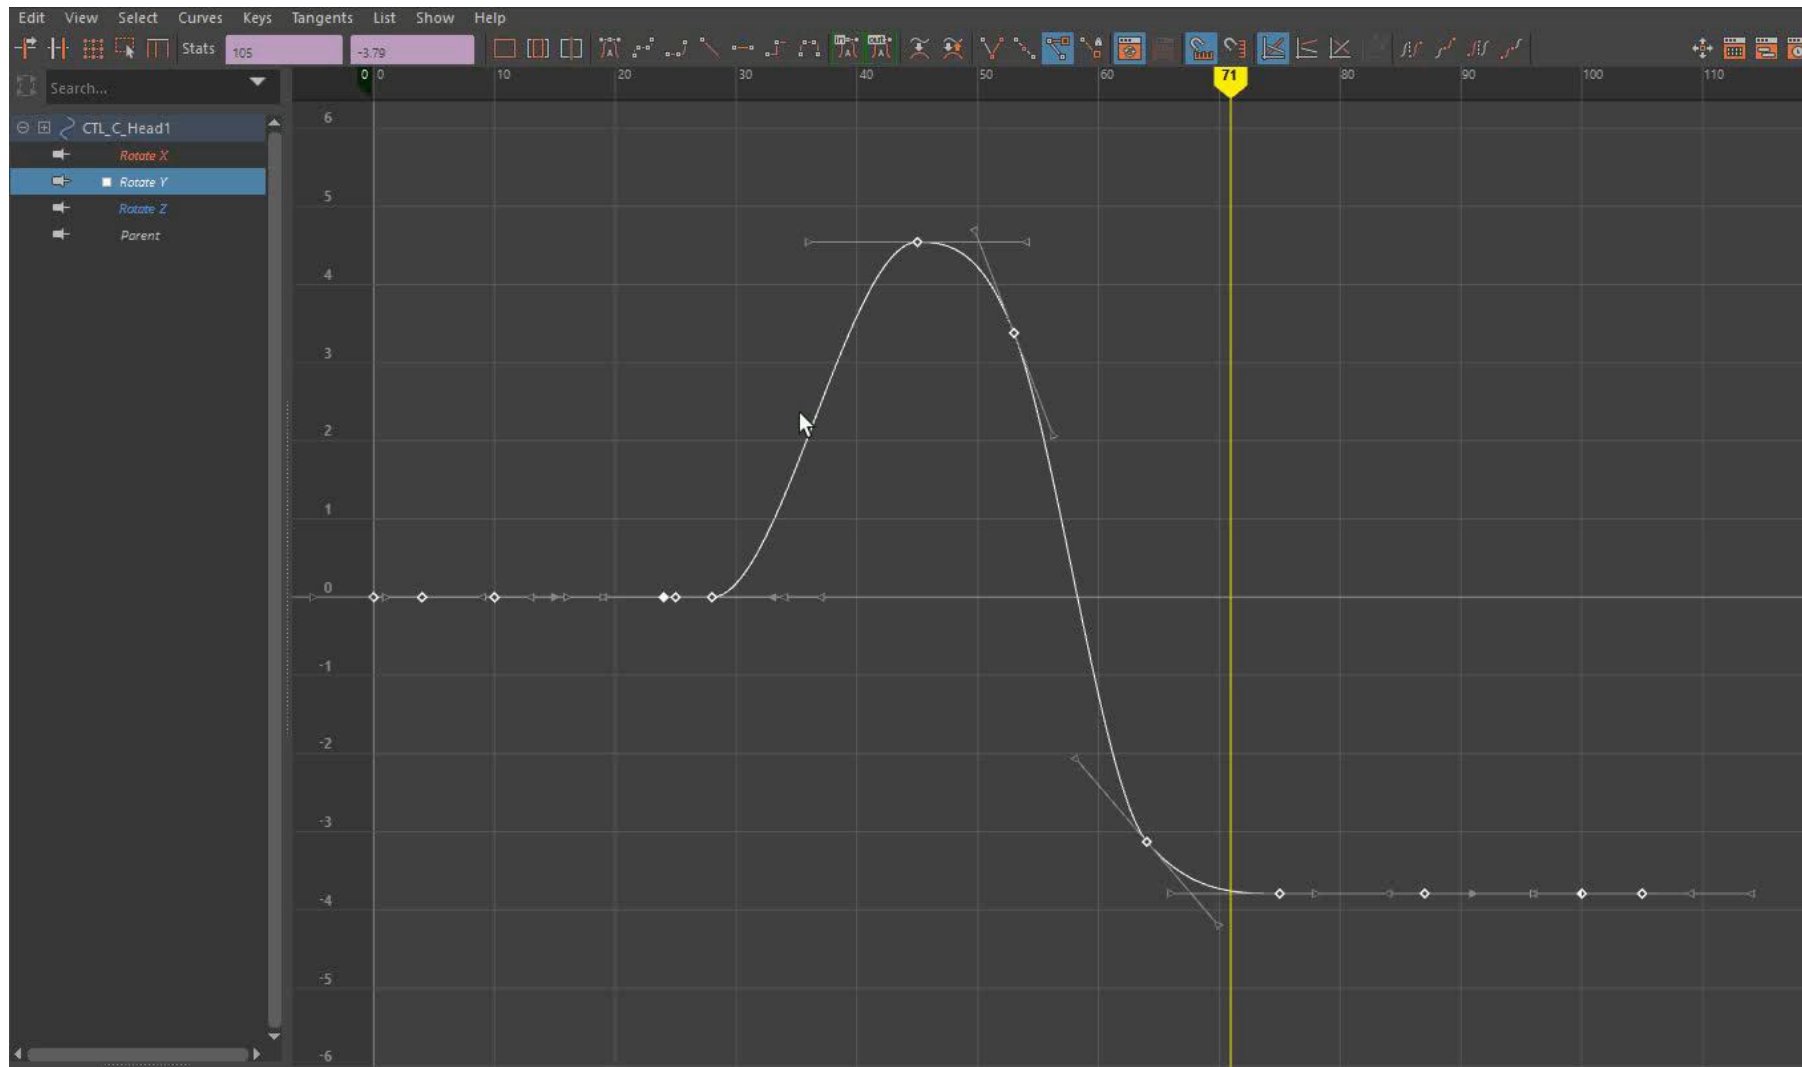 Edit View Select Curves Keys Tangents List Show Help
Stats 105 -3.79
Search...
0 0 10 20 30 40 50 60 71 80 90 100 110
CTL_C_Head1
Rotate X
Rotate Y
Rotate Z
Parent
6
5
4
3
2
1
0
-1
-2
-3
-4
-5
-6